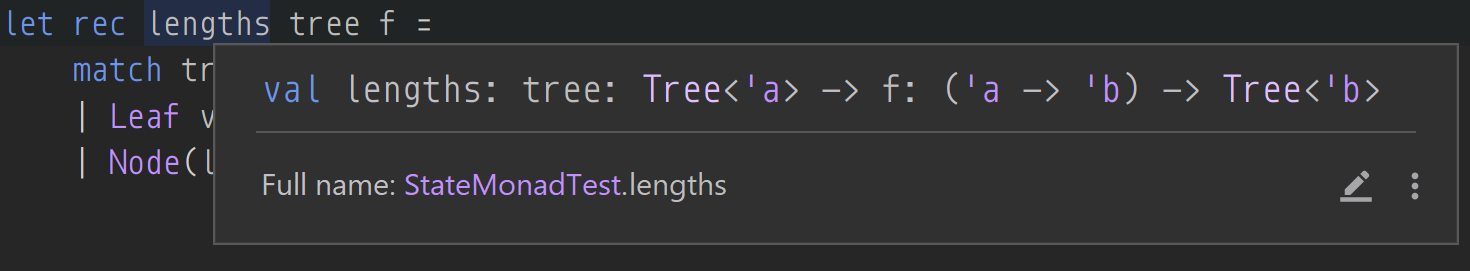 let rec lengths tree f =
match tr
val lengths: tree: Tree<'a> -> f: ('a -> 'b) -> Tree<'b>
| Leaf v
| Node(l
Full name: StateMonadTest.lengths